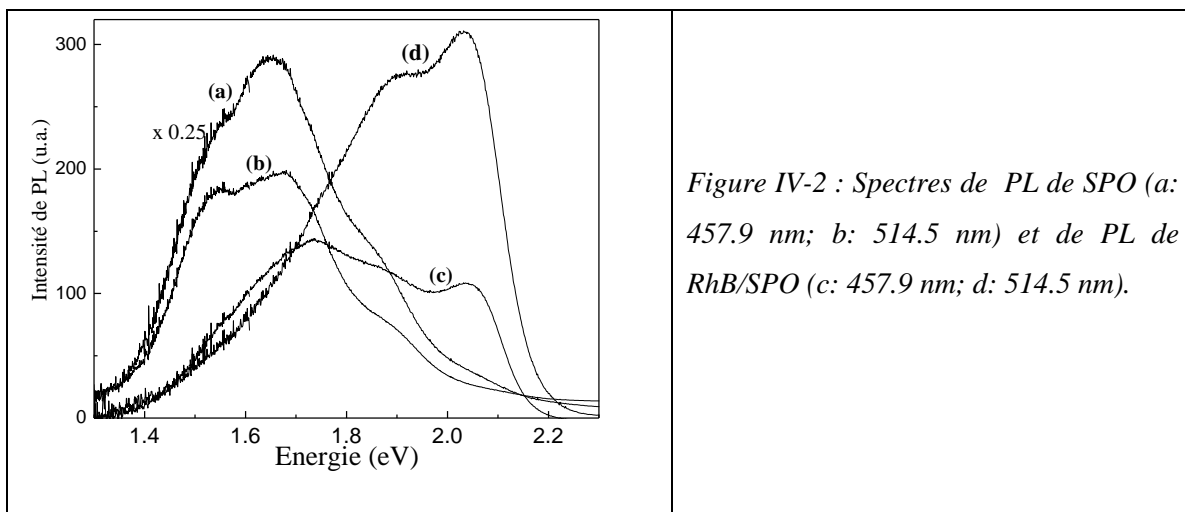 300
200
100
0
1.4 1.6 1.8 2.0 2.2
Intensité de PL (u.a.)
Energie (eV)
(a)
x 0.25
(b)
(c)
(d)
Figure IV-2 : Spectres de PL de SPO (a:
457.9 nm; b: 514.5 nm) et de PL de
RhB/SPO (c: 457.9 nm; d: 514.5 nm).